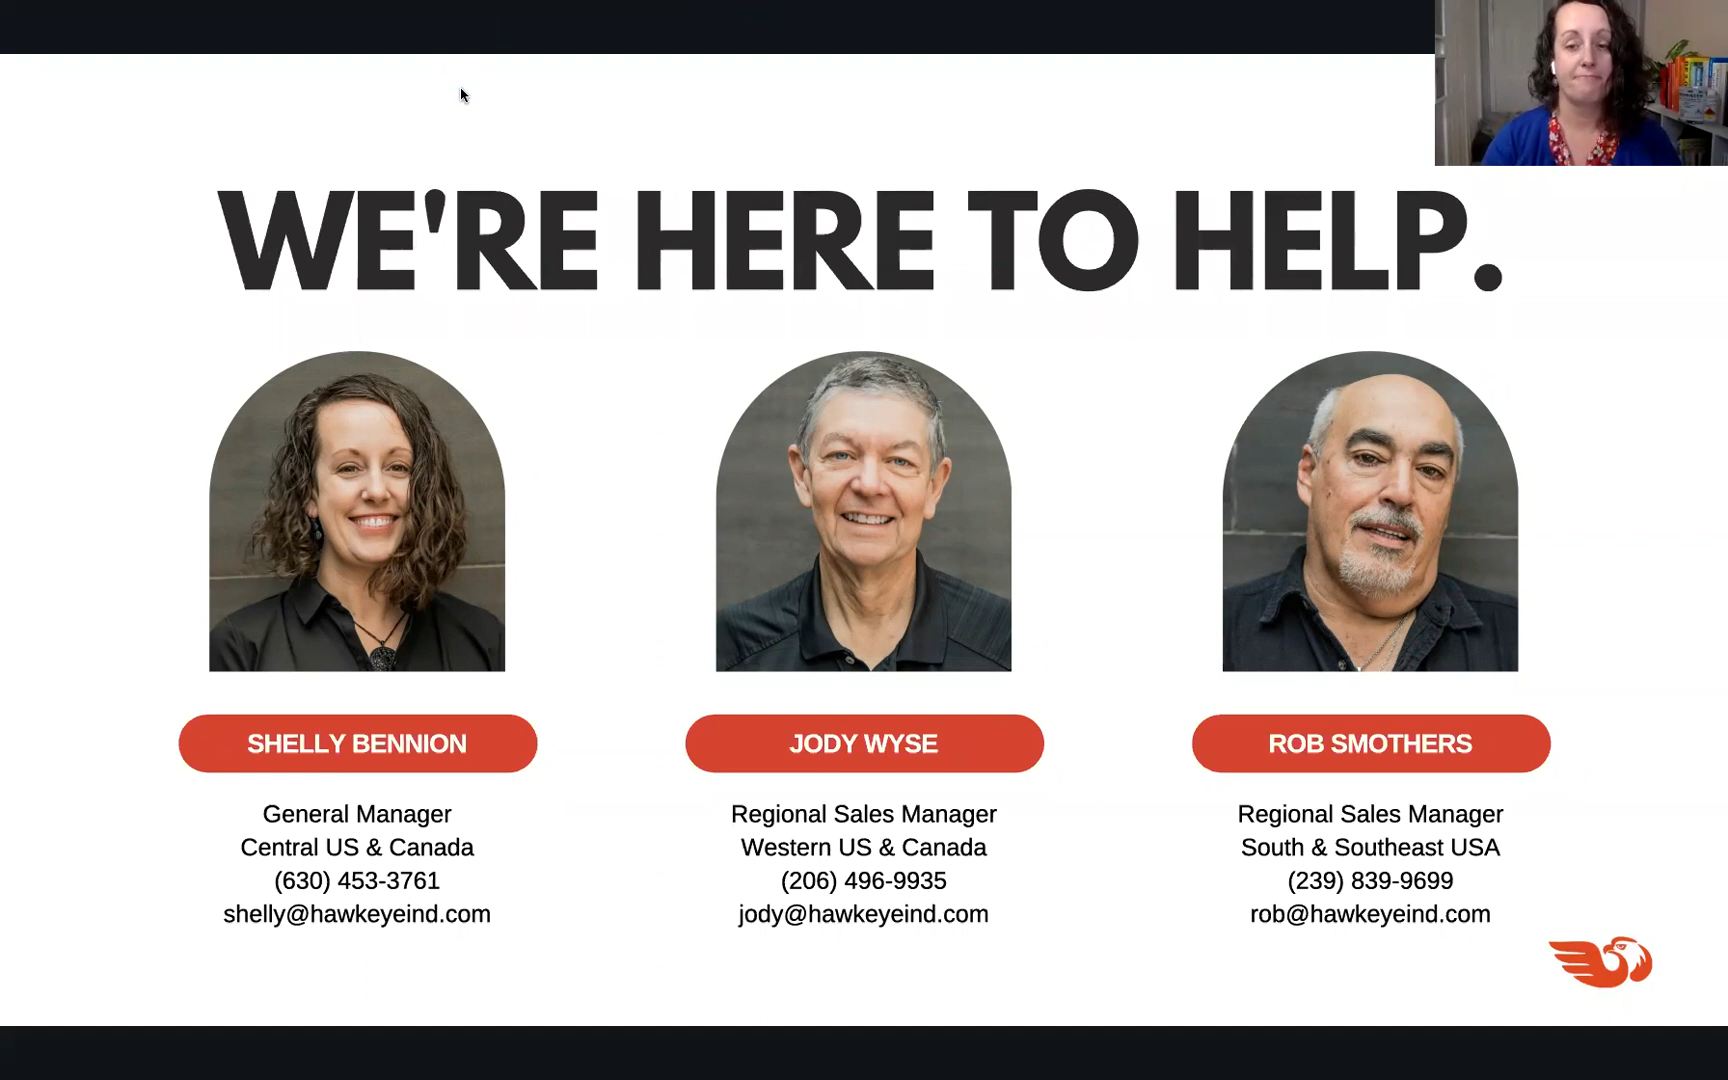 WE'RE HERE TO HELP.
SHELLY BENNION
General Manager
Central US & Canada
(630) 453-3761
shelly@hawkeyeind.com
JODY WYSE
Regional Sales Manager
Western US & Canada
(206) 496-9935
jody@hawkeyeind.com
ROB SMOTHERS
Regional Sales Manager
South & Southeast USA
(239) 839-9699
rob@hawkeyeind.com